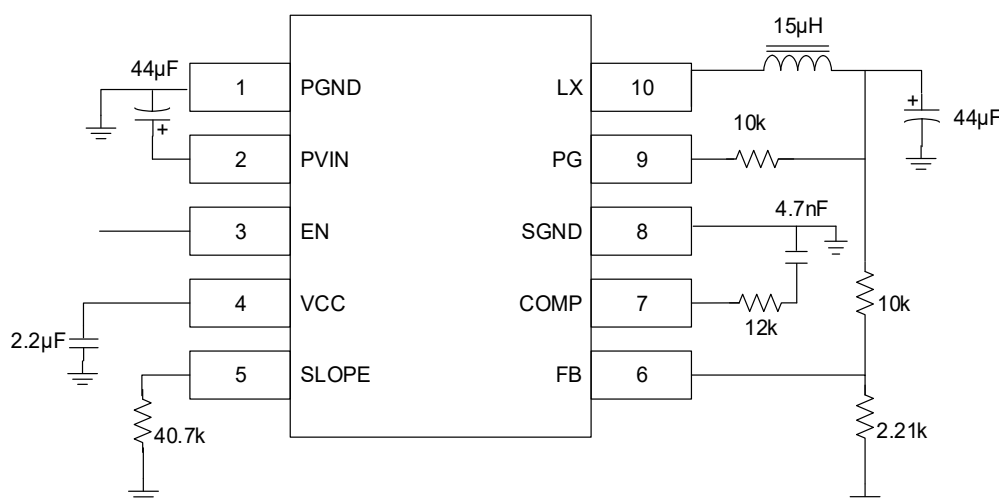 15µH
44µF
1 PGND LX 10
44µF
10k
2 PVIN PG 9
4.7nF
3 EN SGND 8
4 VCC COMP 7
10k
12k
2.2µF
5 SLOPE FB 6
40.7k
2.21k